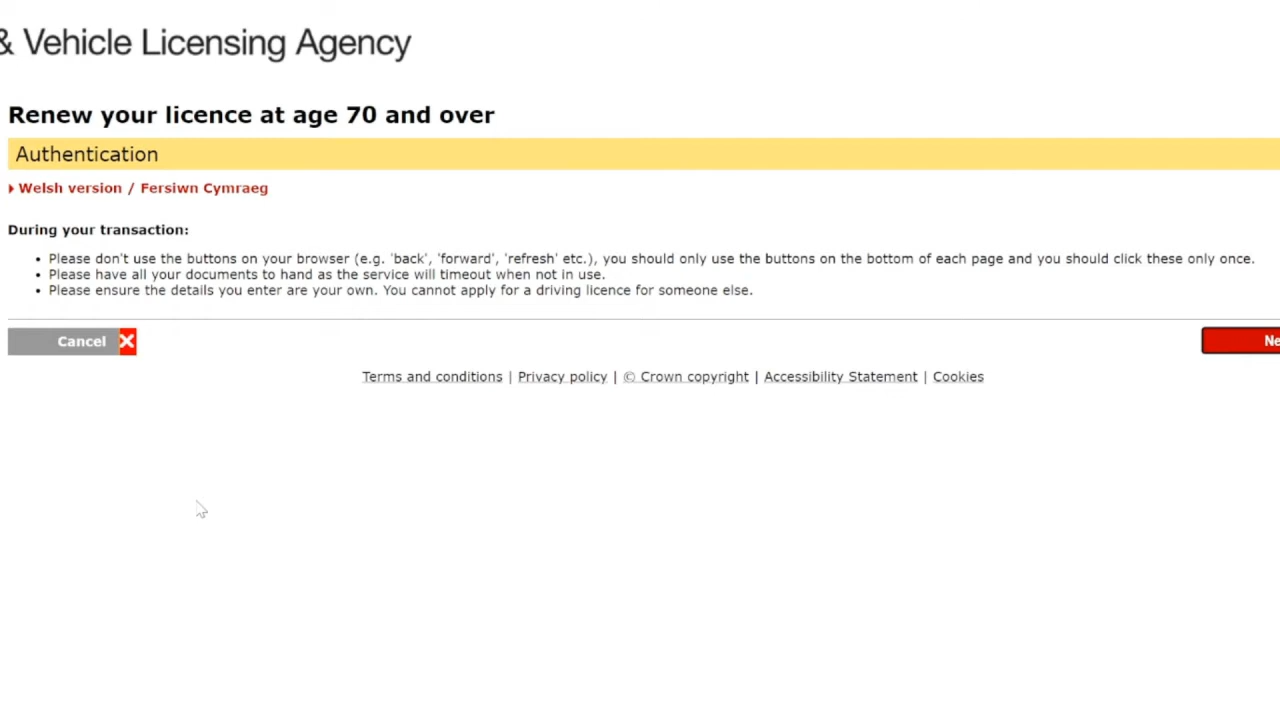 & Vehicle Licensing Agency
Renew your licence at age 70 and over
Authentication
Welsh version / Fersiwn Cymraeg
During your transaction:
• Please don't use the buttons on your browser (e.g. 'back', 'forward', 'refresh' etc.), you should only use the buttons on the bottom of each page and you should click these only once.
• Please have all your documents to hand as the service will timeout when not in use.
• Please ensure the details you enter are your own. You cannot apply for a driving licence for someone else.
Cancel Ne
Terms and conditions | Privacy policy | © Crown copyright | Accessibility Statement | Cookies